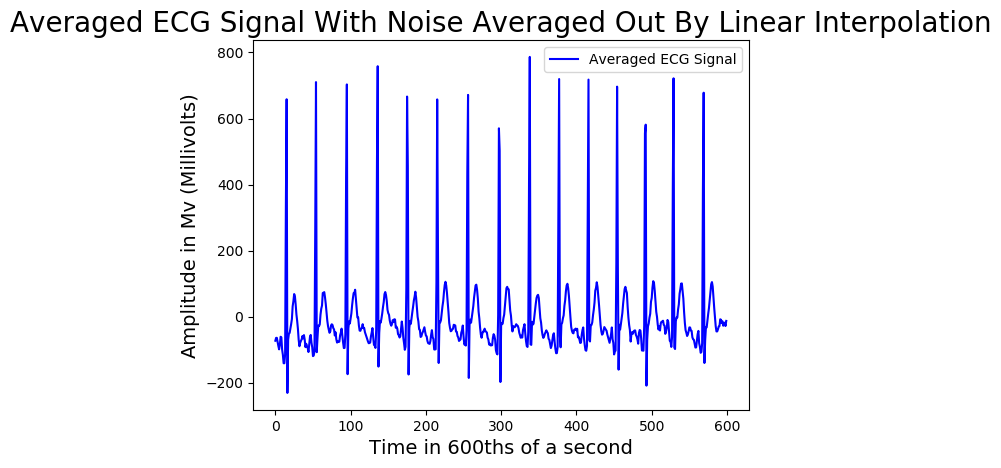 Averaged ECG Signal With Noise Averaged Out By Linear Interpolation
Averaged ECG Signal
Amplitude in Mv (Millivolts)
800
600
400
200
0
−200
0 100 200 300 400 500 600
Time in 600ths of a second